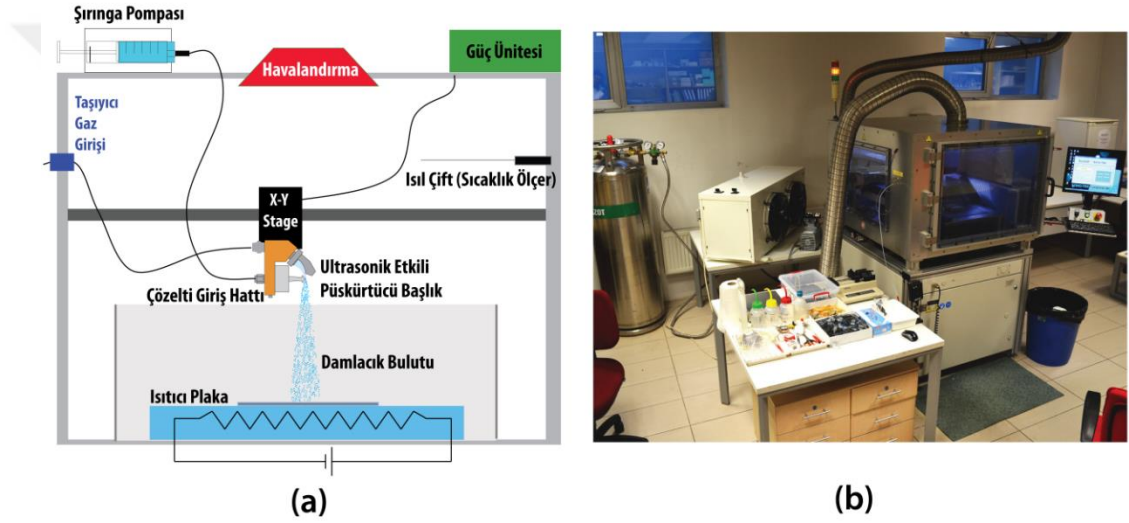 Şırınga Pompası
Havalandırma
Güç Ünitesi
Taşıyıcı
Gaz
Girişi
Isıl Çift (Sıcaklık Ölçer)
X-Y
Stage
Ultrasonik Etkili
Püskürtücü Başlık
Çözelti Giriş Hattı
Damlacık Bulutu
Isıtıcı Plaka
(a)
(b)